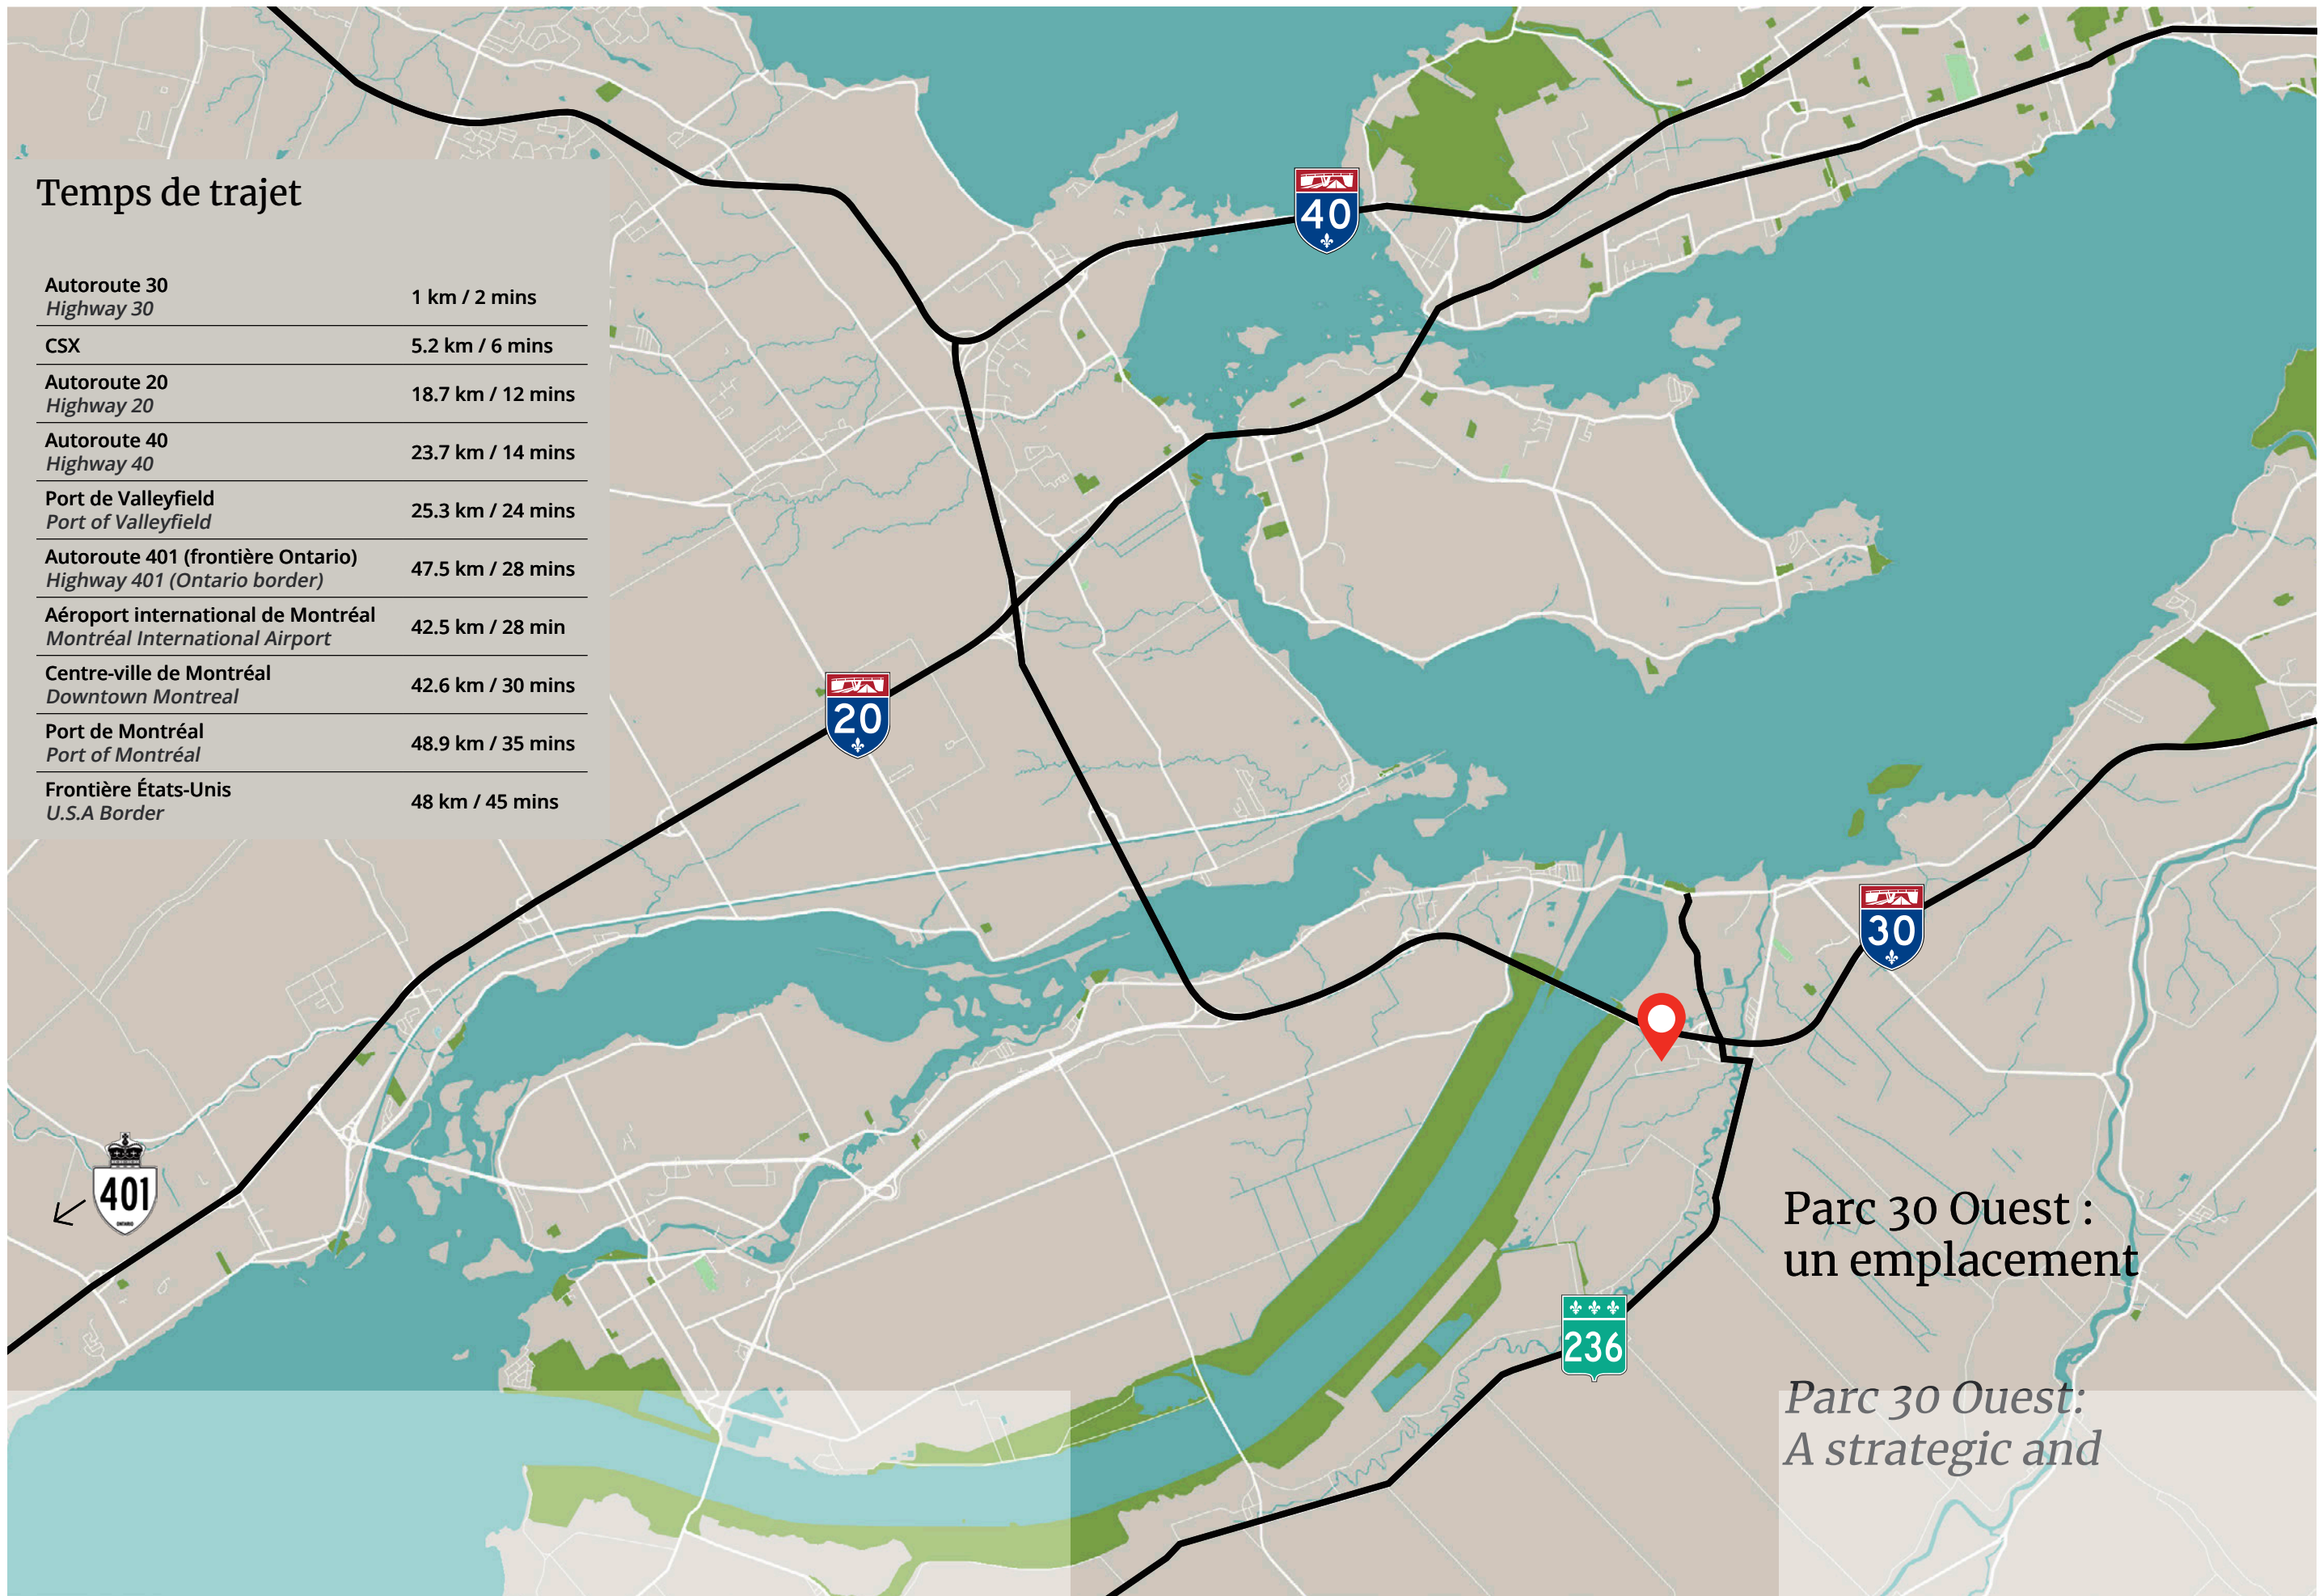 Temps de trajet
Autoroute 30
Highway 30
1 km / 2 mins
CSX
5.2 km / 6 mins
Autoroute 20
Highway 20
18.7 km / 12 mins
Autoroute 40
Highway 40
23.7 km / 14 mins
Port de Valleyfield
Port of Valleyfield
25.3 km / 24 mins
Autoroute 401 (frontière Ontario)
Highway 401 (Ontario border)
47.5 km / 28 mins
Aéroport international de Montréal
Montréal International Airport
42.5 km / 28 min
Centre-ville de Montréal
Downtown Montreal
42.6 km / 30 mins
Port de Montréal
Port of Montréal
48.9 km / 35 mins
Frontière États-Unis
U.S.A Border
48 km / 45 mins
40
20
30
401
ONTARIO
236
Parc 30 Ouest :
un emplacement
Parc 30 Ouest:
A strategic and